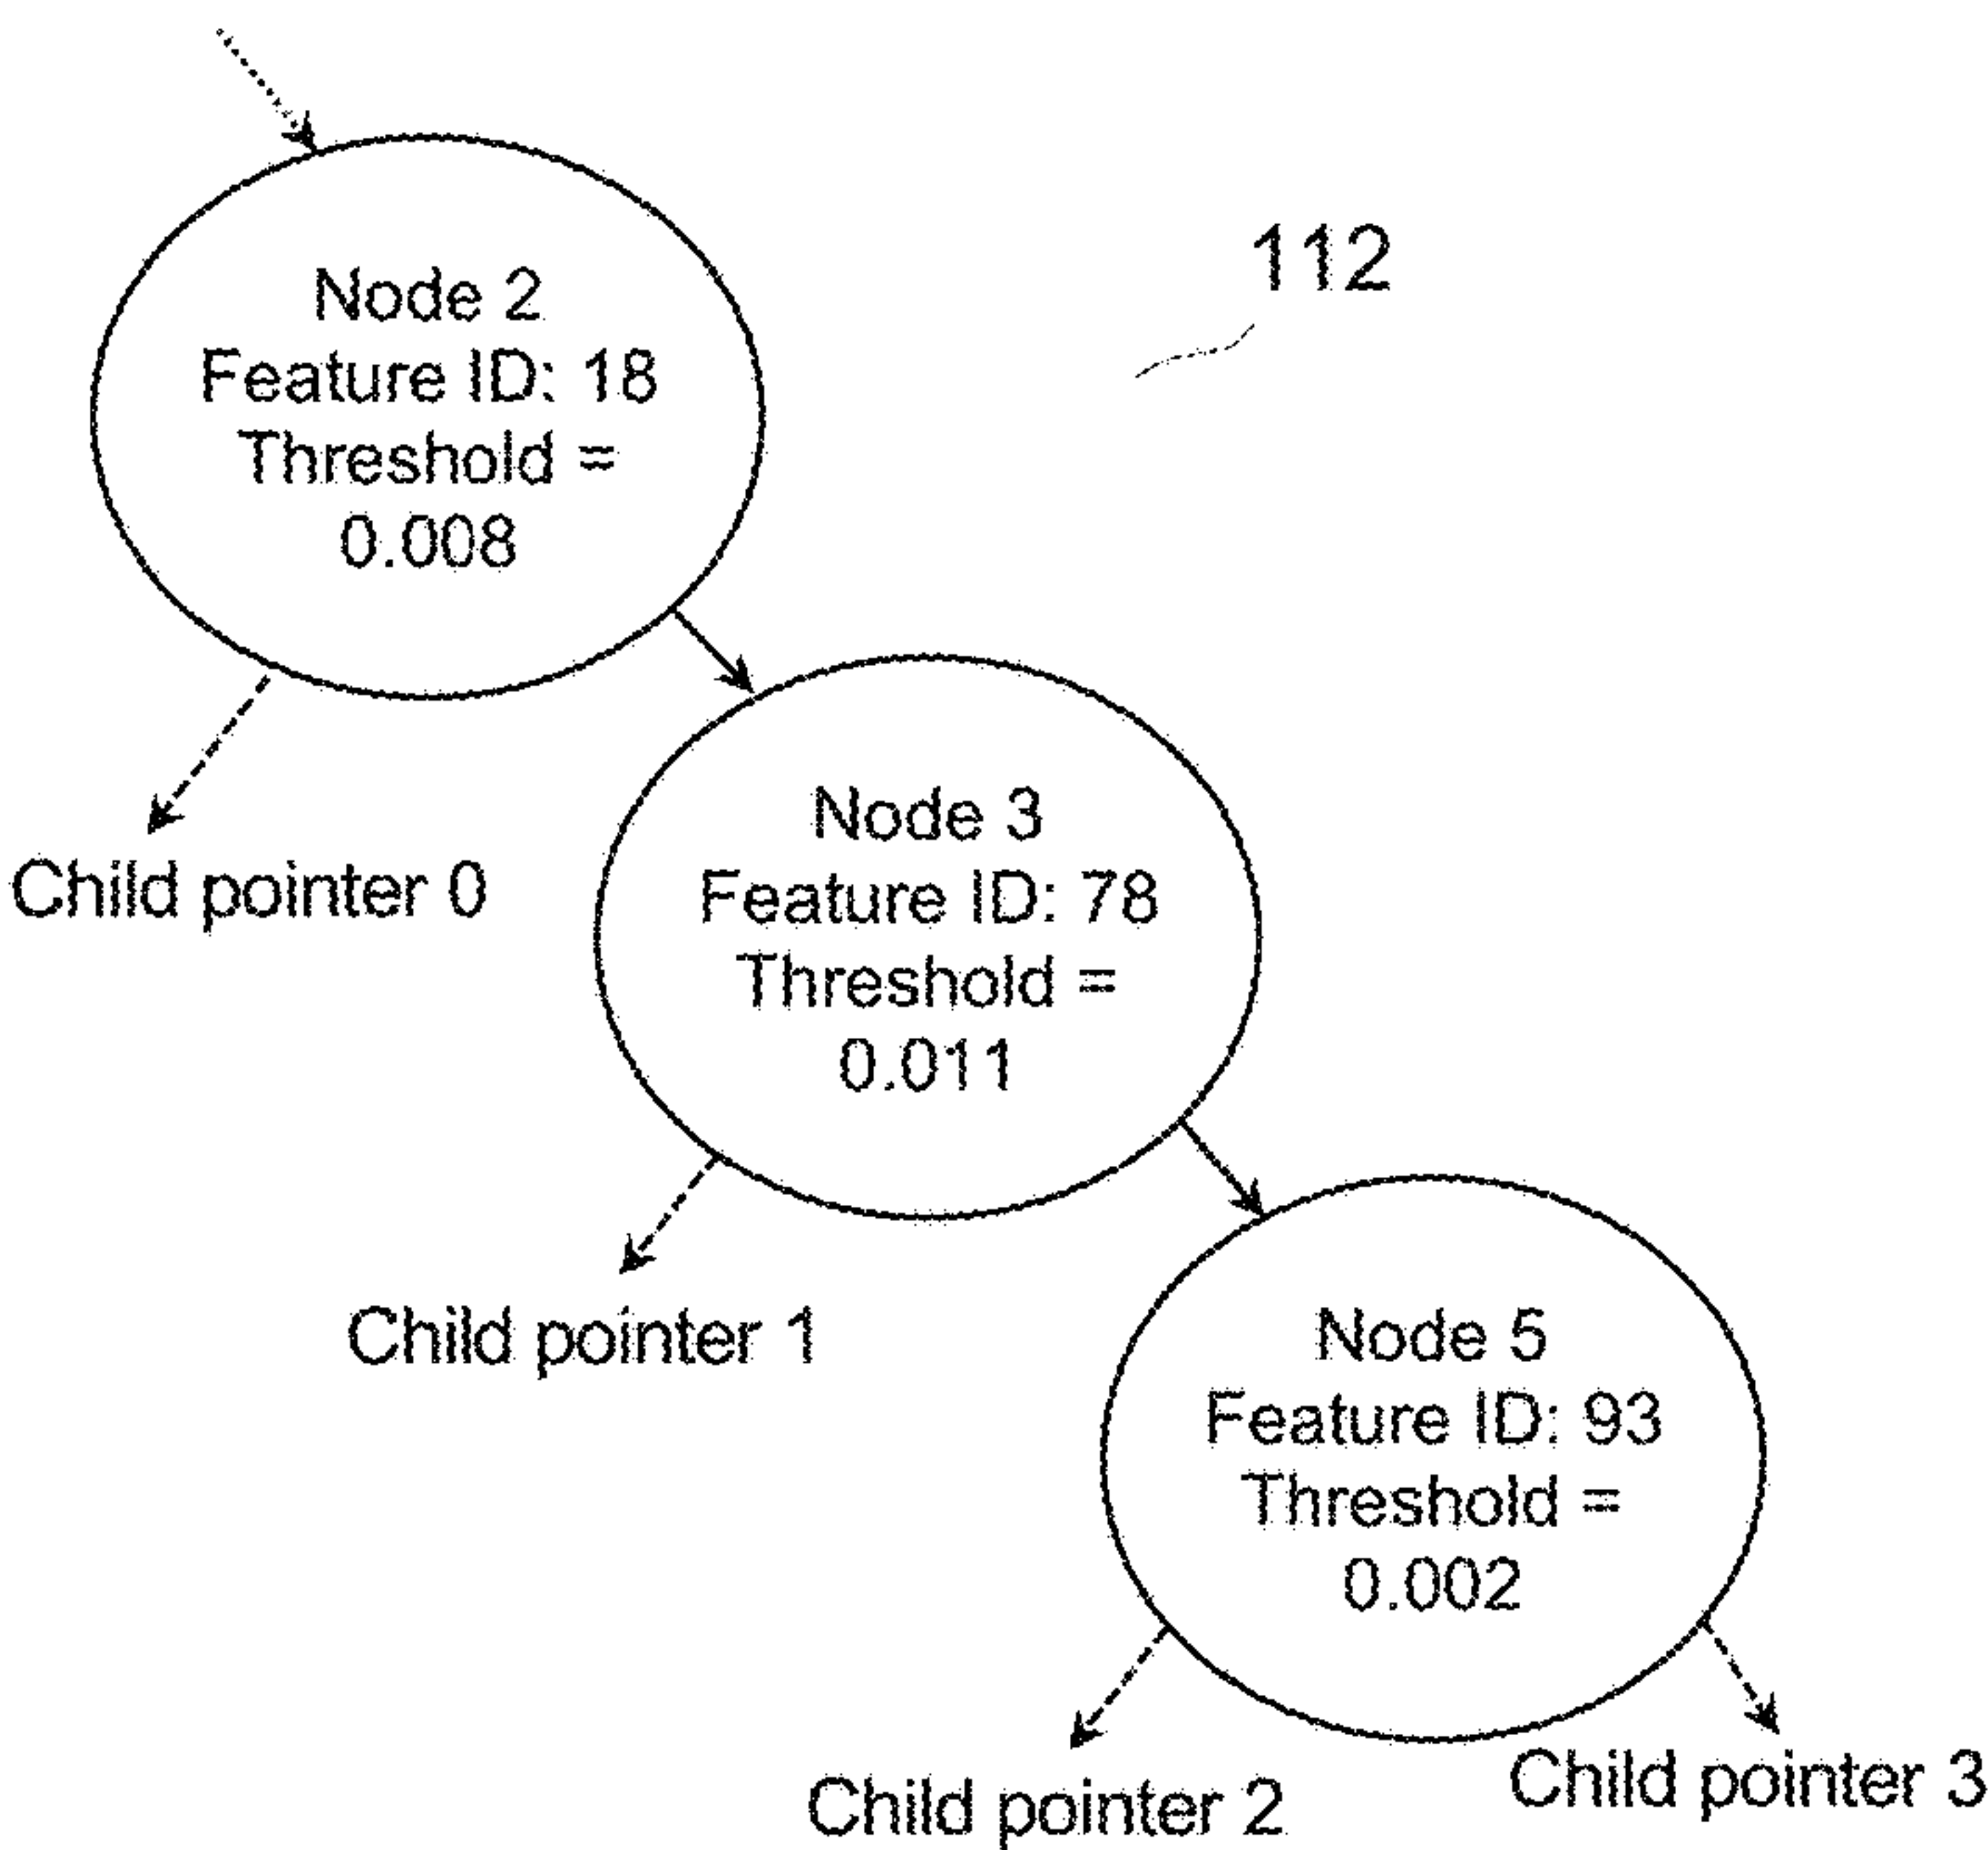 112
Node 2
Feature ID: 18
Threshold =
0.008
Child pointer 0
Node 3
Feature ID: 78
Threshold =
0.011
Child pointer 1
Node 5
Feature ID: 93
Threshold =
0.002
Child pointer 2
Child pointer 3